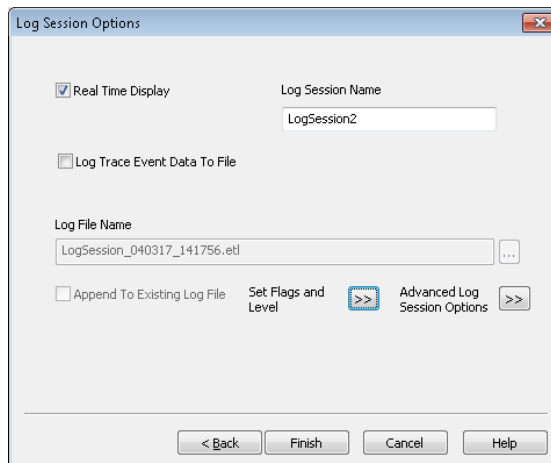 Log Session Options
Real Time Display
Log Session Name
LogSession2
Log Trace Event Data To File
Log File Name
LogSession_040317_141756.etl
...
Append To Existing Log File
Set Flags and
Level
>>
Advanced Log
Session Options
>>
< Back
Finish
Cancel
Help